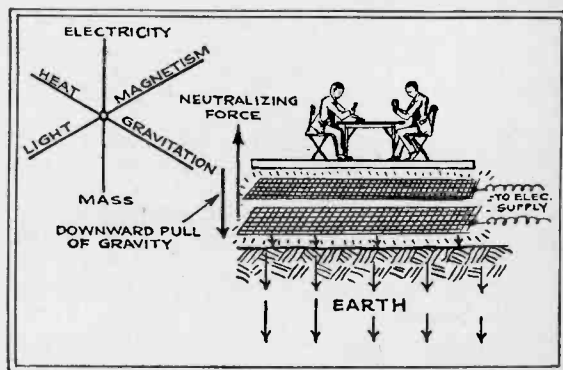 ELECTRICITY
HEAT
MAGNETISM
LIGHT
GRAVITATION
MASS
NEUTRALIZING
FORCE
DOWNWARD PULL
OF GRAVITY
TO ELEC.
SUPPLY
EARTH